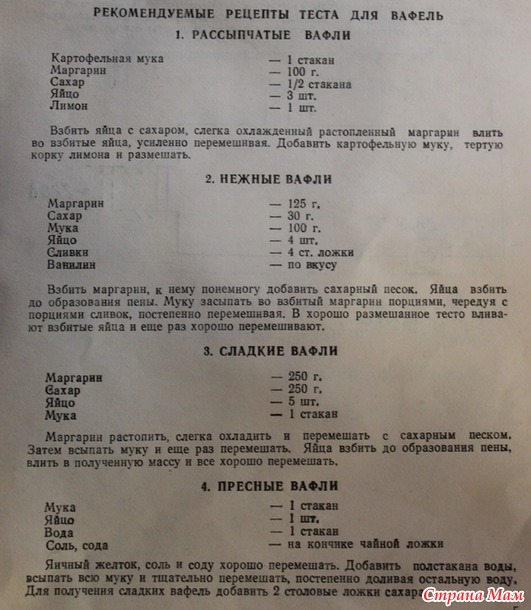 РЕКОМЕНДУЕМЫЕ РЕЦЕПТЫ ТЕСТА ДЛЯ ВАФЕЛЬ
1. РАССЫПЧАТЫЕ ВАФЛИ
Картофельная мука — 1 стакан
Маргарин — 100 г.
Сахар — 1/2 стакана
Яйцо — 3 шт.
Лимон — 1 шт.
Взбить яйца с сахаром, слегка охлажденный растопленный маргарин влить
во взбитые яйца, усиленно перемешивая. Добавить картофельную муку, тертую
корку лимона и размешать.
2. НЕЖНЫЕ ВАФЛИ
Маргарин — 125 г.
Сахар — 30 г.
Мука — 100 г.
Яйцо — 4 шт.
Сливки — 4 ст. ложки
Ванилин — по вкусу
Взбить маргарин, к нему понемногу добавить сахарный песок. Яйца взбить
до образования пены. Муку засыпать во взбитый маргарин порциями, чередуя с
порциями сливок, постепенно перемешивая. В хорошо размешанное тесто влива-
ют взбитые яйца и еще раз хорошо перемешивают.
3. СЛАДКИЕ ВАФЛИ
Маргарин — 250 г.
Сахар — 250 г.
Яйцо — 5 шт.
Мука — 1 стакан
Маргарин растопить, слегка охладить и перемешать с сахарным песком.
Затем всыпать муку и еще раз перемешать. Яйца взбить до образования пены,
влить в полученную массу и все хорошо перемешать.
4. ПРЕСНЫЕ ВАФЛИ
Мука — 1 стакан
Яйцо — 1 шт.
Вода — 1 стакан
Соль, сода — на кончике чайной ложки
Яичный желток, соль и соду хорошо перемешать. Добавить полстакана воды,
всыпать всю муку и тщательно перемешать, постепенно доливая остальную воду.
Для получения сладких вафель добавить 2 столовые ложки
Страна Мам